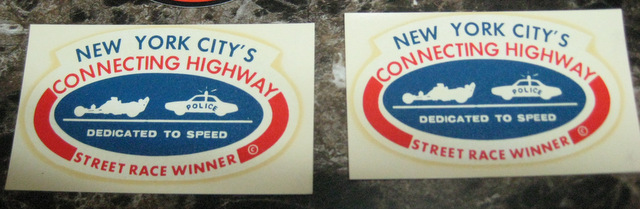 NEW YORK CITY'S
CONNECTING HIGHWAY
POLICE
DEDICATED TO SPEED
STREET RACE WINNER ©
NEW YORK CITY'S
CONNECTING HIGHWAY
POLICE
DEDICATED TO SPEED
STREET RACE WINNER ©